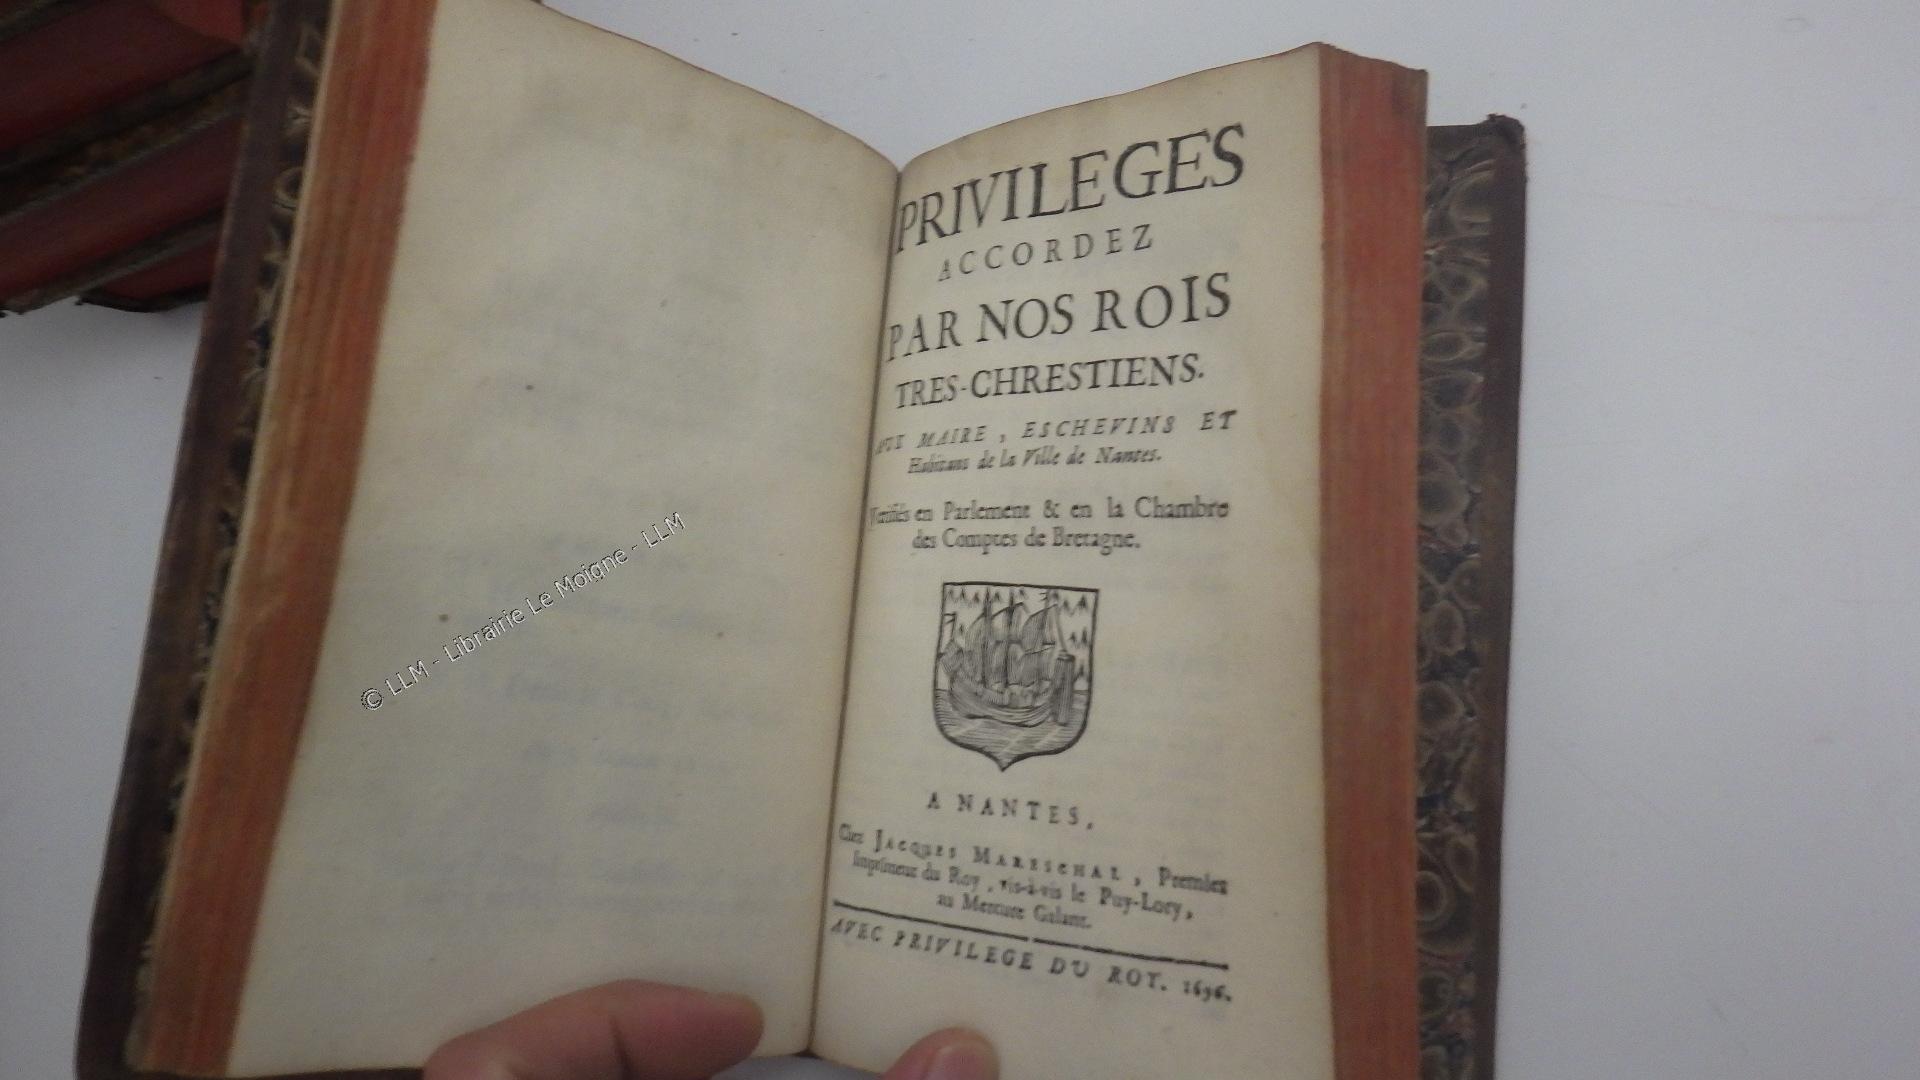 © LLM - Librairie Le Moigne - LLM
PRIVILEGES
ACCORDEZ
PAR NOS ROIS
TRES-CHRESTIENS.
AUX MAIRE, ESCHEVINS ET
Habitans de la Ville de Nantes.
Verifiés en Parlement & en la Chambre
des Comptes de Bretagne.
A NANTES,
Chez JACQUES MARESCHAL, Premier
Imprimeur du Roy, vis-à-vis le Puy-Lory,
au Mercure Galant.
AVEC PRIVILEGE DU ROY. 1696.